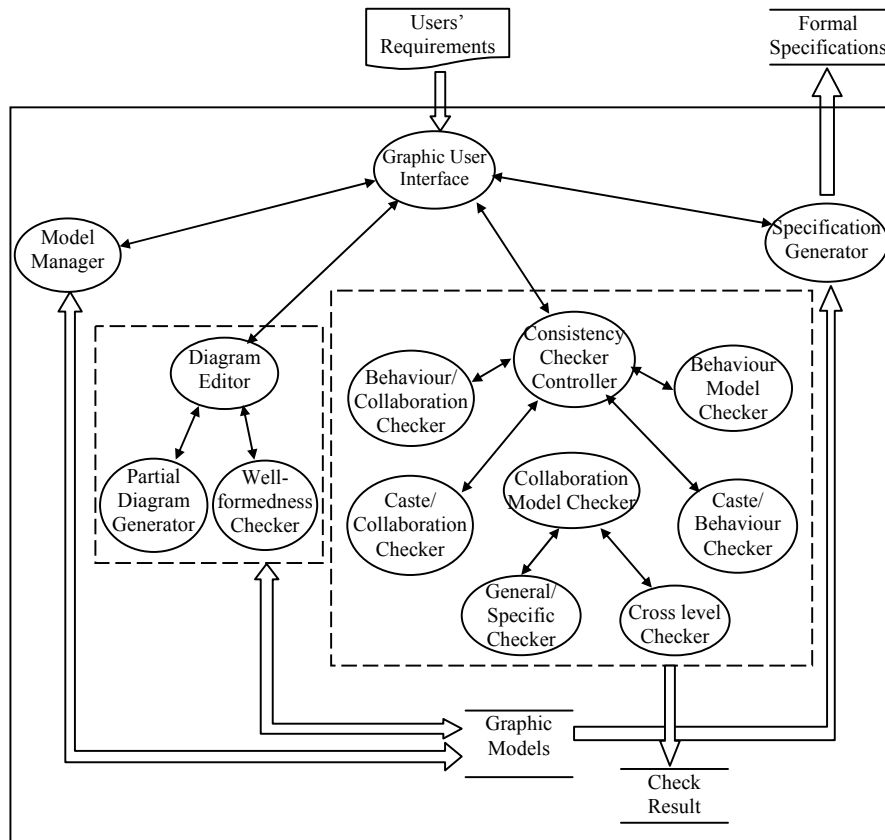 Users'
Requirements
Formal
Specifications
Graphic User
Interface
Model
Manager
Specification
Generator
Diagram
Editor
Consistency
Checker
Controller
Behaviour/
Collaboration
Checker
Behaviour
Model
Checker
Partial
Diagram
Generator
Well-
formedness
Checker
Caste/
Collaboration
Checker
Collaboration
Model Checker
Caste/
Behaviour
Checker
General/
Specific
Checker
Cross level
Checker
Graphic
Models
Check
Result